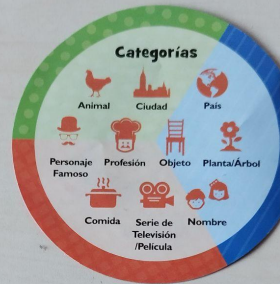 Categorías
Animal Ciudad País
Personaje Profesión Objeto Planta/Árbol
Famoso
Comida Serie de Nombre
Televisión
/Película